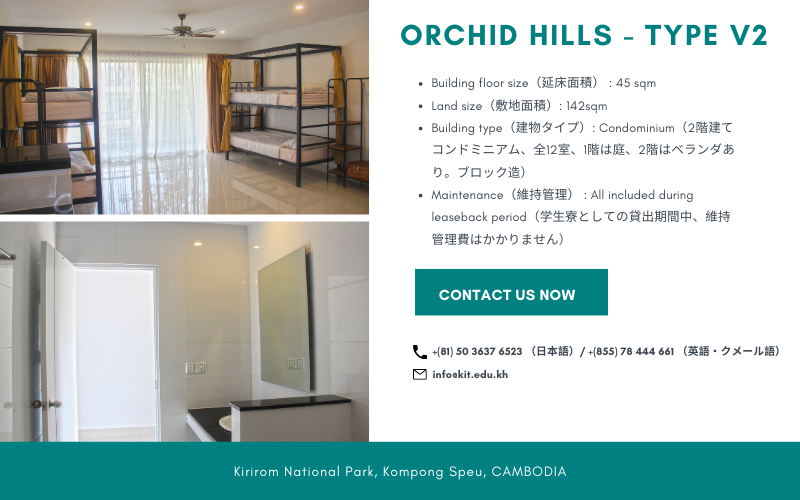 ORCHID HILLS - TYPE V2
• Building floor size（延床面積）: 45 sqm
• Land size（敷地面積）: 142sqm
• Building type（建物タイプ）: Condominium（2階建て
コンドミニアム、全12室、1階は庭、2階はベランダあ
り。ブロック造）
• Maintenance（維持管理）: All included during
leaseback period（学生寮としての貸出期間中、維持
管理費はかかりません）
CONTACT US NOW
+(81) 50 3637 6523 （日本語）/ +(855) 78 444 661 （英語・クメール語）
info@kit.edu.kh
Kirirom National Park, Kompong Speu, CAMBODIA